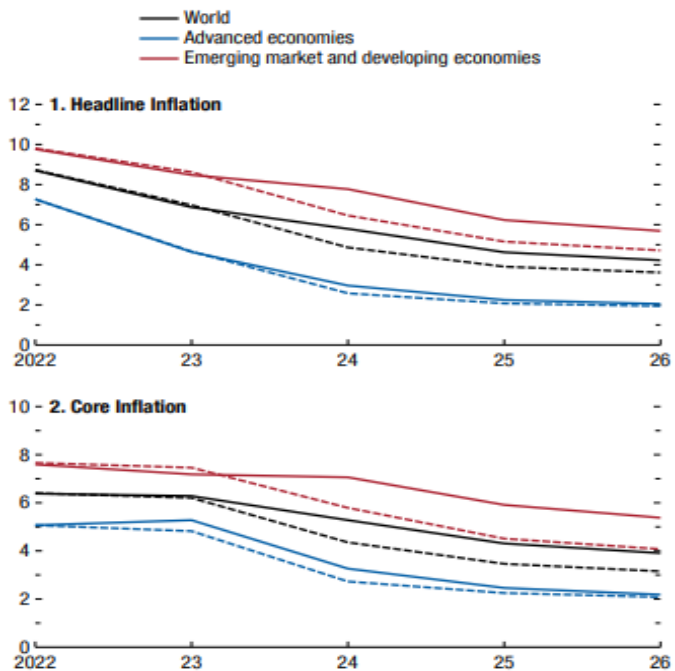 World
Advanced economies
Emerging market and developing economies
12
1. Headline Inflation
10
8
6
4
2
0
2022 23 24 25 26
10
2. Core Inflation
8
6
4
2
0
2022 23 24 25 26